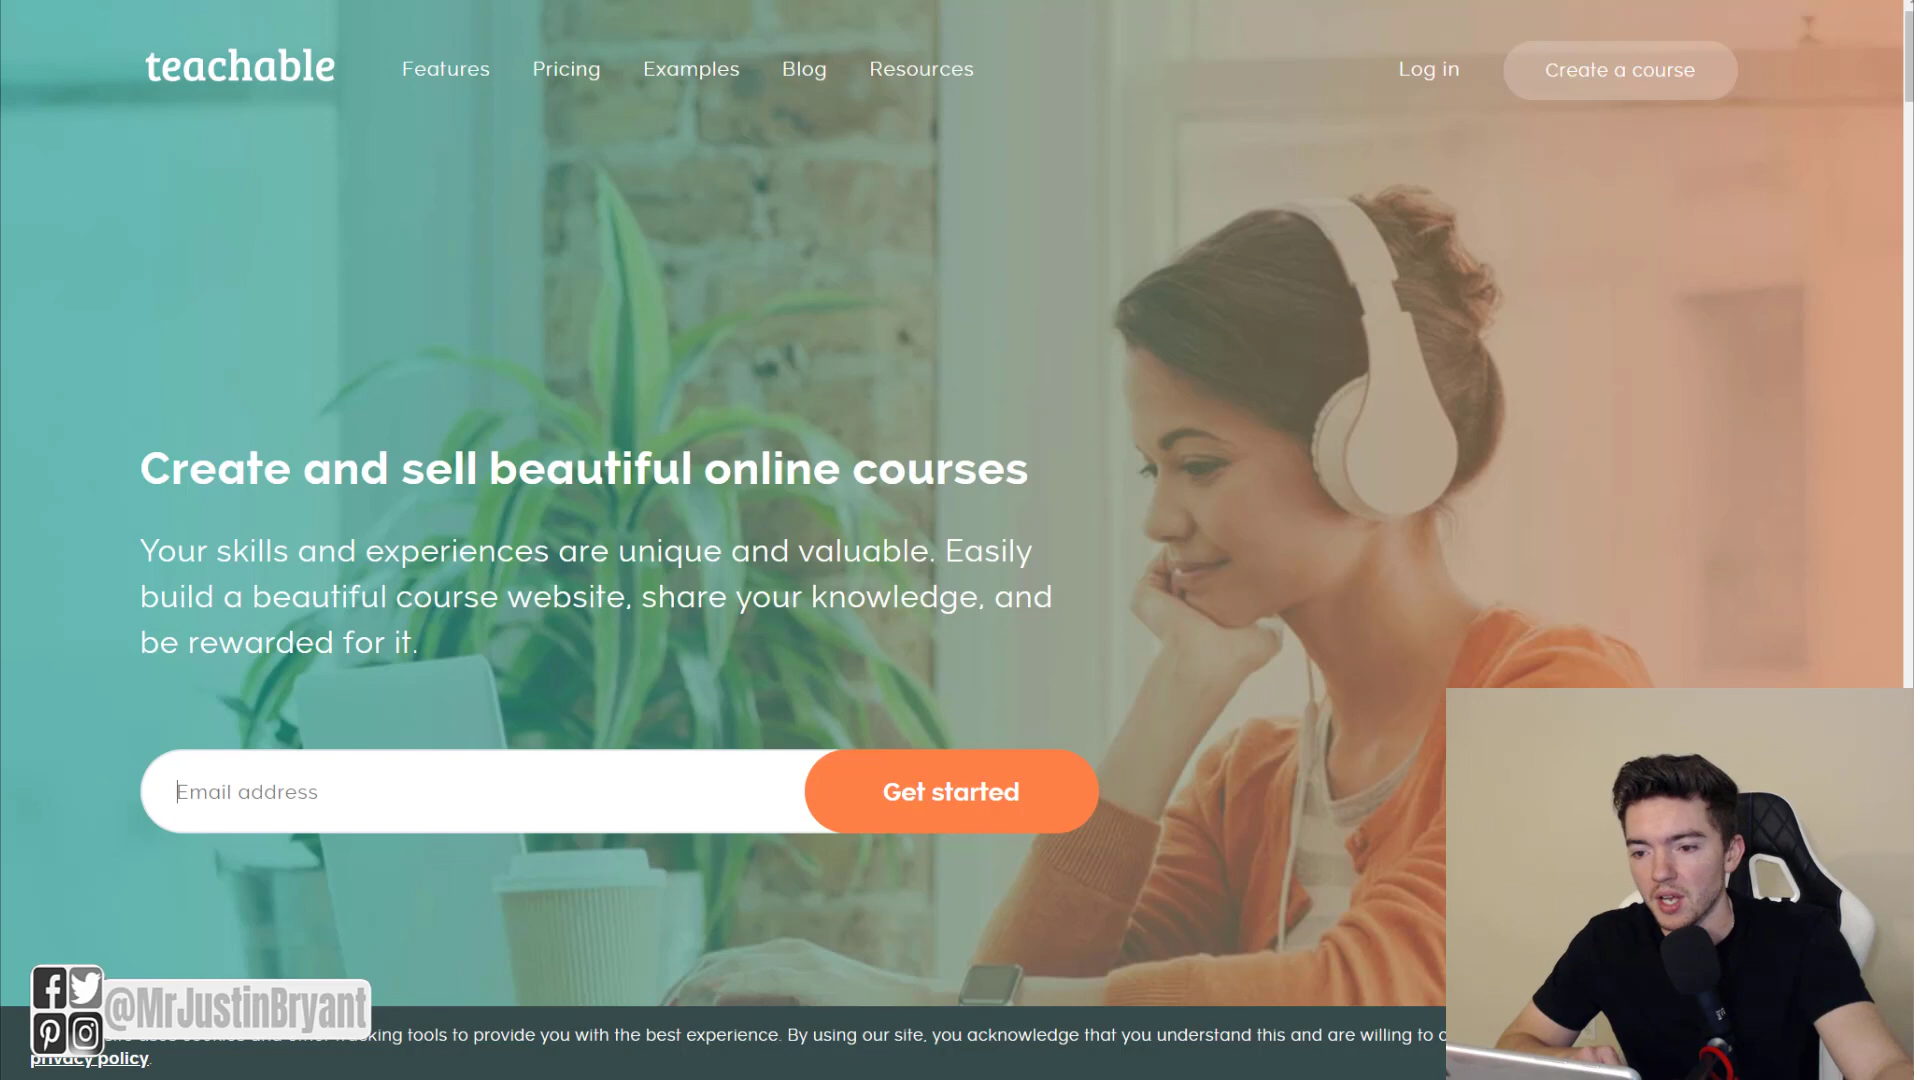 teachable
Features
Pricing
Examples
Blog
Resources
Log in
Create a course
Create and sell beautiful online courses
Your skills and experiences are unique and valuable. Easily
build a beautiful course website, share your knowledge, and
be rewarded for it.
Email address
Get started
@MrJustinBryant
tools to provide you with the best experience. By using our site, you acknowledge that you understand this and are willing to
privacy policy.